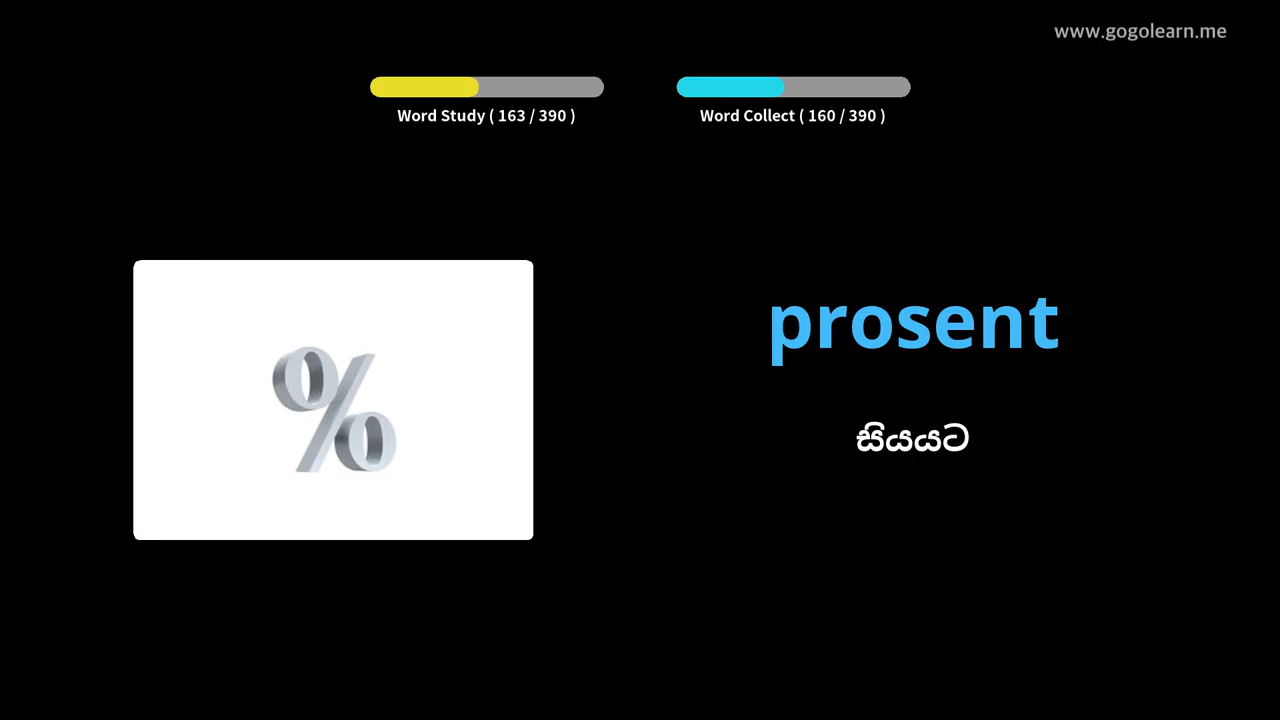 www.gogolearn.me
Word Study ( 163 / 390 )
Word Collect ( 160 / 390 )
%
prosent
සියයට